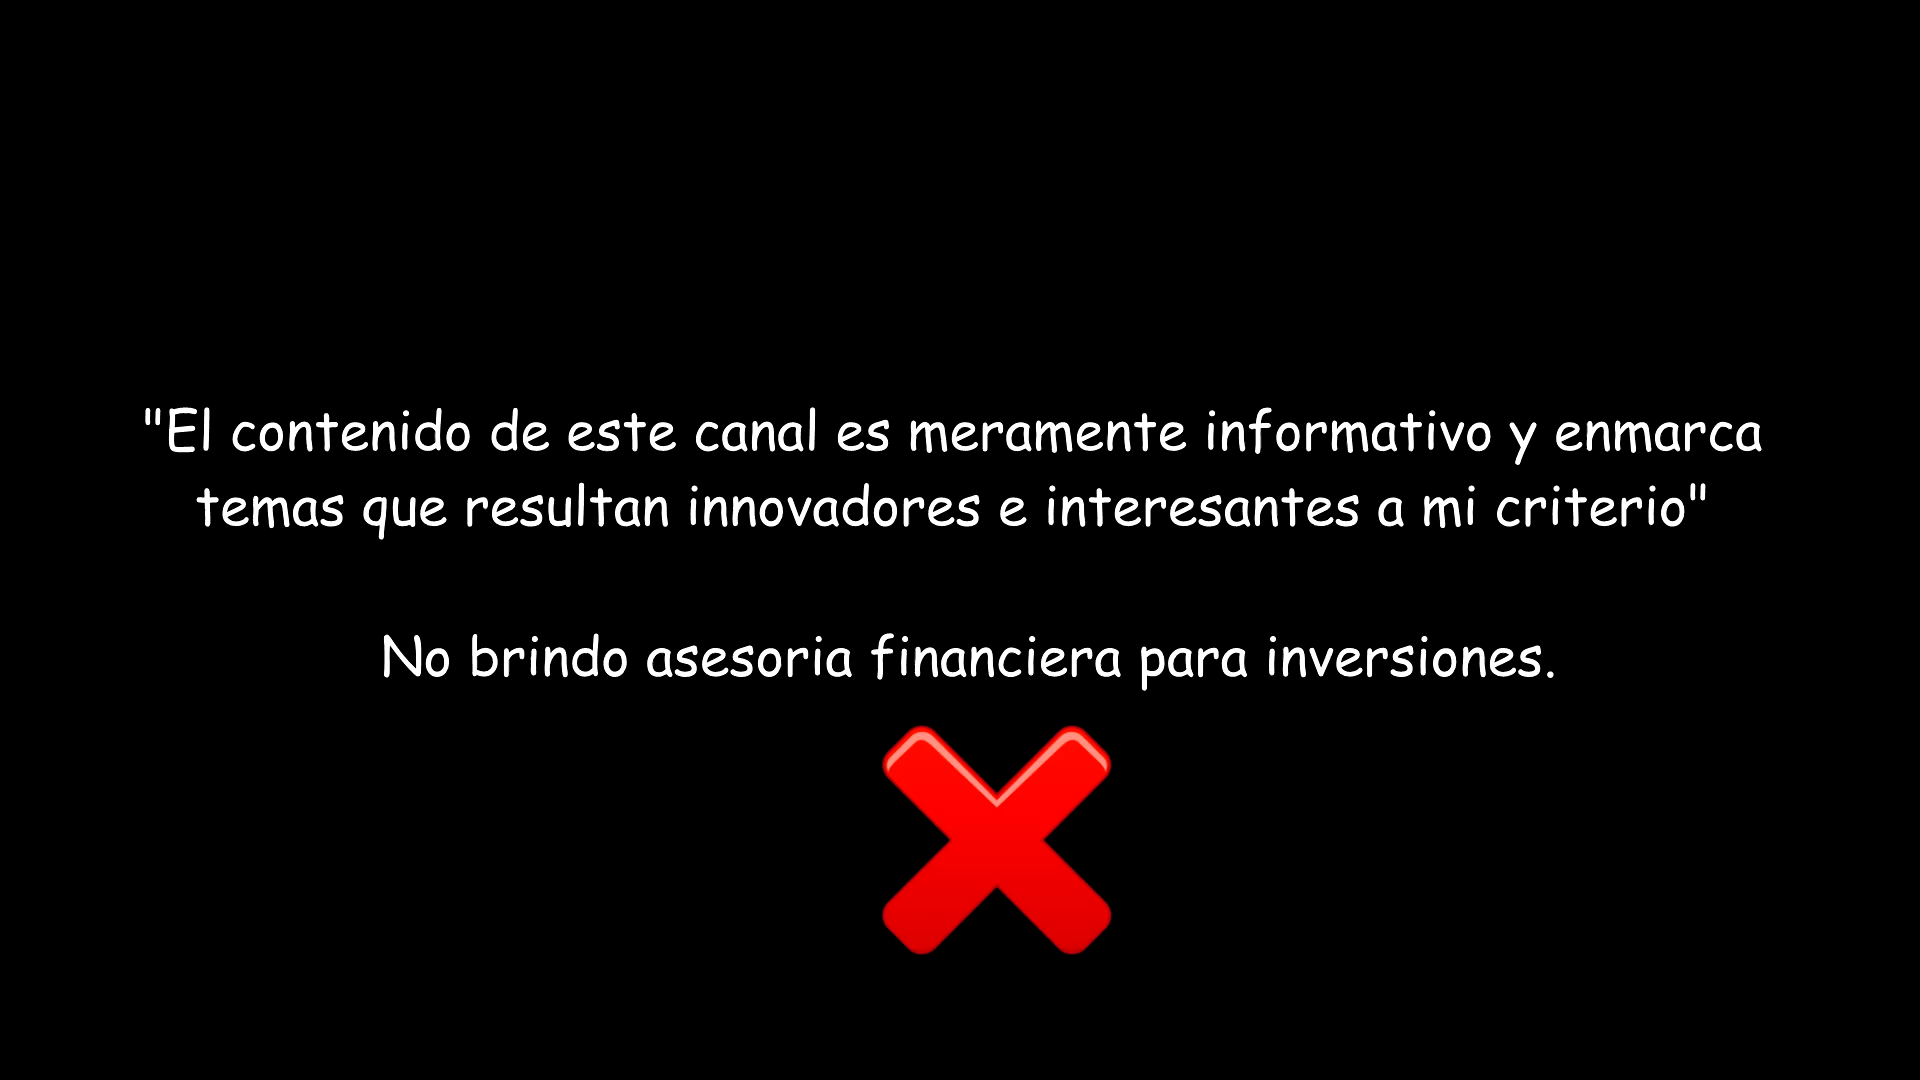 "El contenido de este canal es meramente informativo y enmarca
temas que resultan innovadores e interesantes a mi criterio"
No brindo asesoria financiera para inversiones.